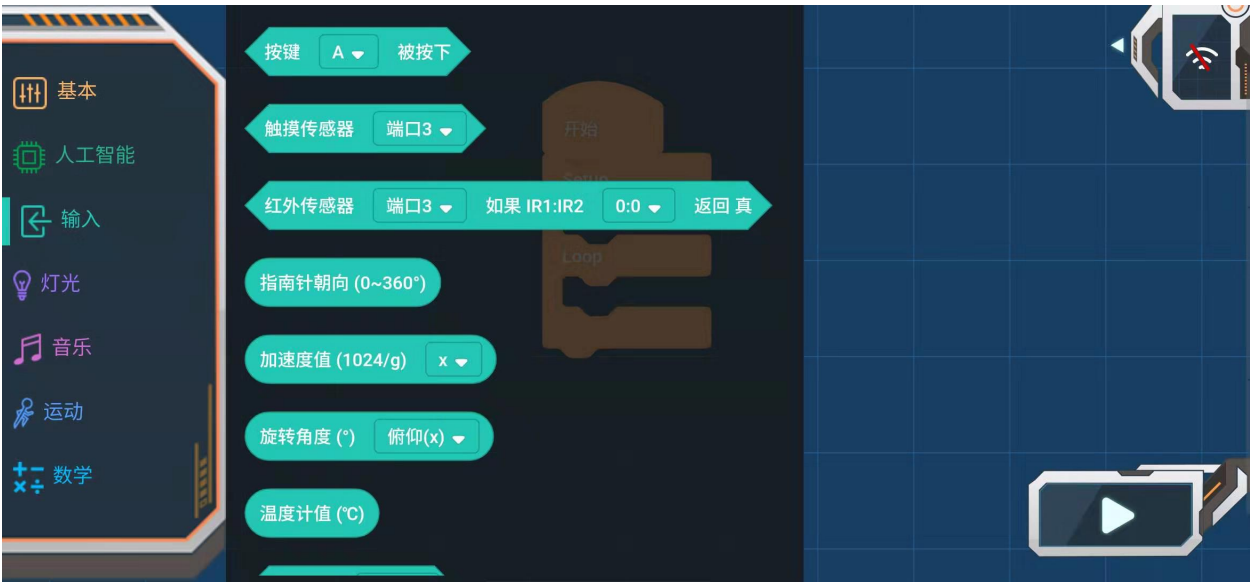 基本
人工智能
输入
灯光
音乐
运动
数学
按键 A 被按下
触摸传感器 端口3
红外传感器 端口3 如果 IR1:IR2 0:0 返回 真
指南针朝向 (0~360°)
加速度值 (1024/g) x
旋转角度 (°) 俯仰(x)
温度计值 (℃)
开始
Setup
Loop